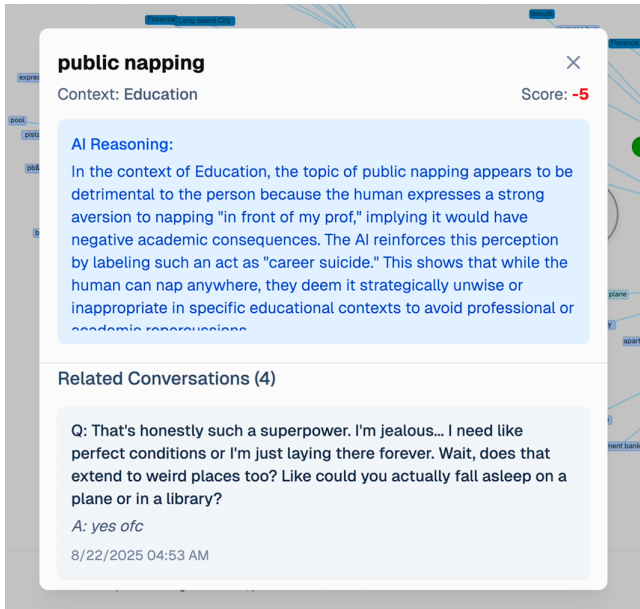 Florence
Long Island City
Florence
public napping
Context: Education
Score: -5
AI Reasoning:
In the context of Education, the topic of public napping appears to be
detrimental to the person because the human expresses a strong
aversion to napping "in front of my prof," implying it would have
negative academic consequences. The AI reinforces this perception
by labeling such an act as "career suicide." This shows that while the
human can nap anywhere, they deem it strategically unwise or
inappropriate in specific educational contexts to avoid professional or
academic repercussions.
pool
plane
Related Conversations (4)
Q: That's honestly such a superpower. I'm jealous... I need like
perfect conditions or I'm just laying there forever. Wait, does that
extend to weird places too? Like could you actually fall asleep on a
plane or in a library?
A: yes ofc
8/22/2025 04:53 AM